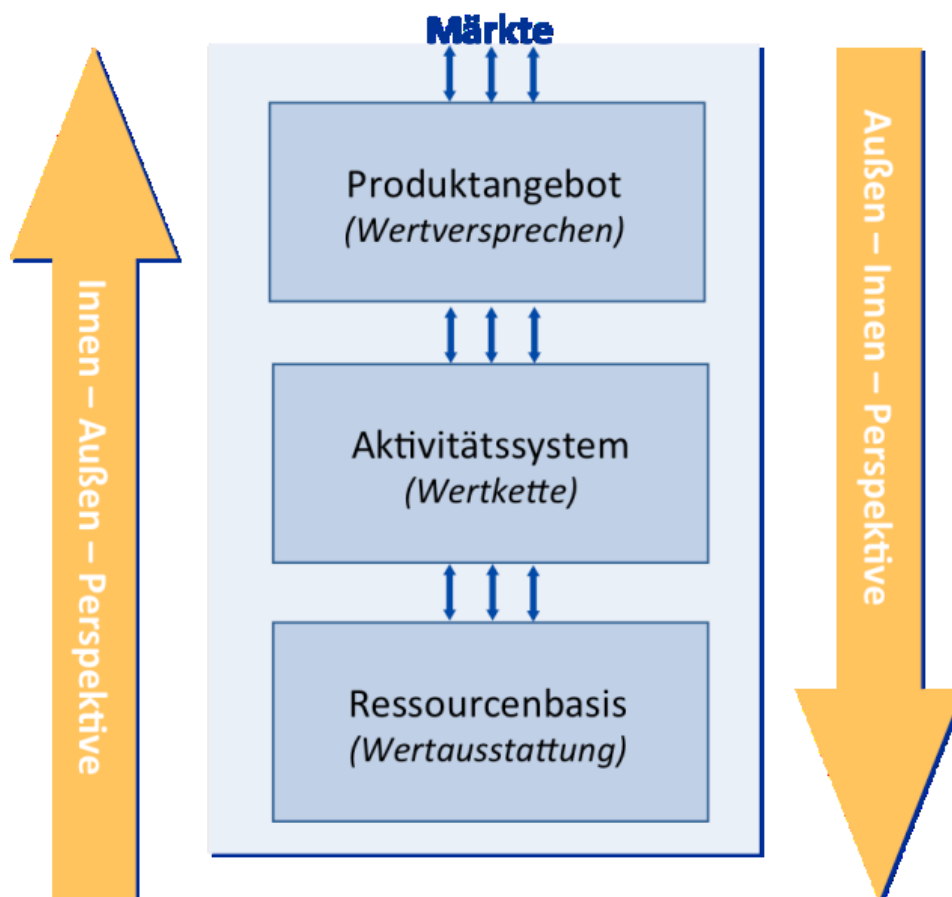 Märkte
Innen – Außen – Perspektive
Produktangebot
(Wertversprechen)
Aktivitätssystem
(Wertkette)
Ressourcenbasis
(Wertausstattung)
Außen – Innen – Perspektive